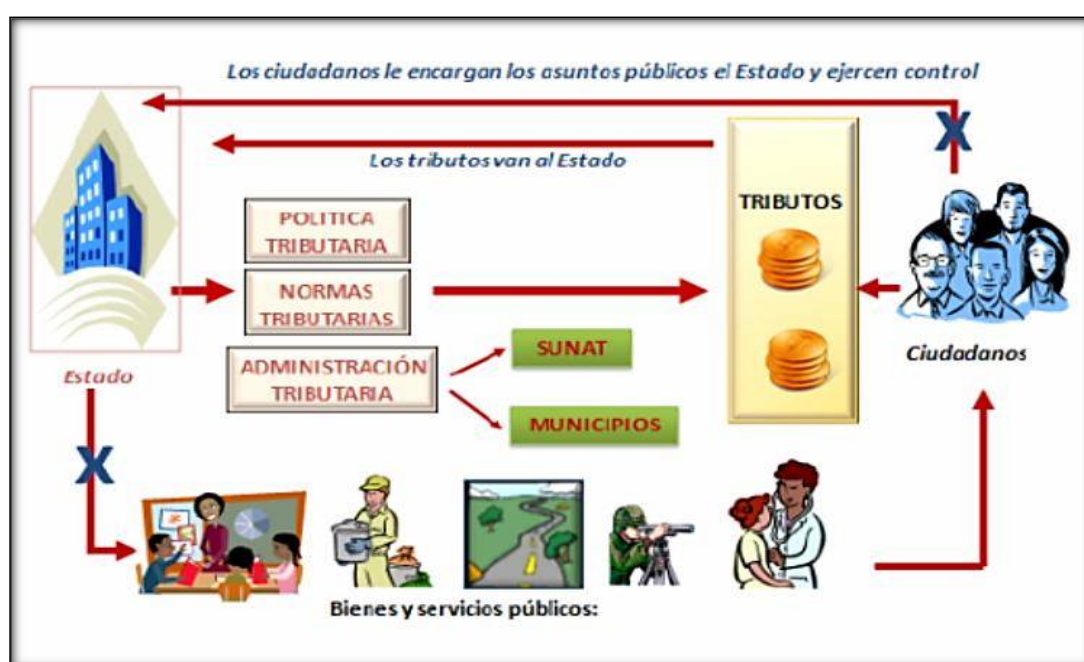 Los ciudadanos le encargan los asuntos públicos el Estado y ejercen control
Los tributos van al Estado
TRIBUTOS
POLITICA
TRIBUTARIA
NORMAS
TRIBUTARIAS
ADMINISTRACIÓN
TRIBUTARIA
SUNAT
MUNICIPIOS
Estado
Ciudadanos
X
X
Bienes y servicios públicos: